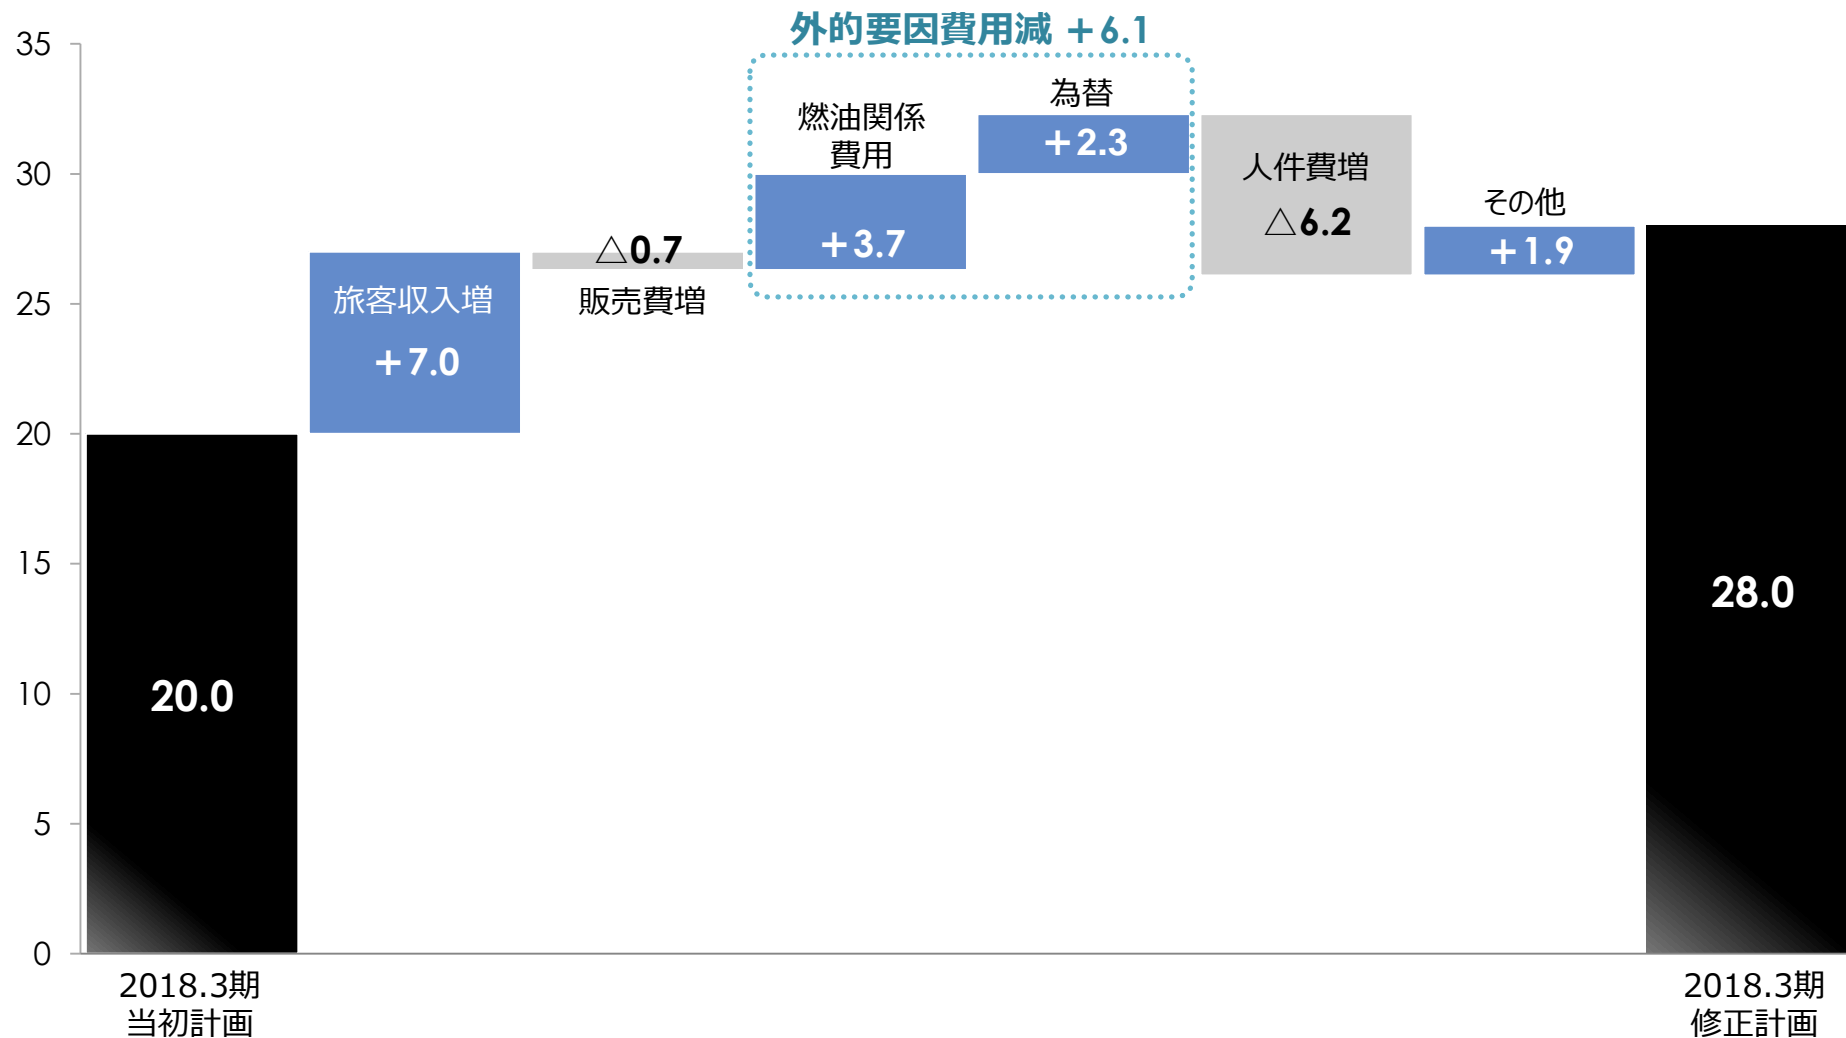 外的要因費用減 ＋6.1
35
30
25
20
15
10
5
0
20.0
旅客収入増
＋7.0
△0.7
販売費増
燃油関係
費用
＋3.7
為替
＋2.3
人件費増
△6.2
その他
＋1.9
28.0
2018.3期
当初計画
2018.3期
修正計画